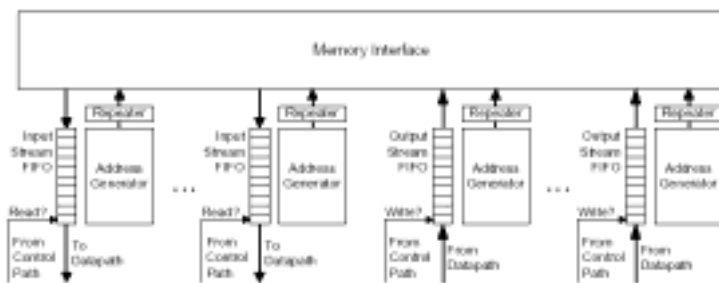 Memory Interface
Repeater
Input
Stream
FIFO
Address
Generator
Read?
From
Control
Path
To
Datapath
...
Repeater
Input
Stream
FIFO
Address
Generator
Read?
From
Control
Path
To
Datapath
Repeater
Output
Stream
FIFO
Address
Generator
Write?
From
Control
Path
From
Datapath
...
Repeater
Output
Stream
FIFO
Address
Generator
Write?
From
Control
Path
From
Datapath